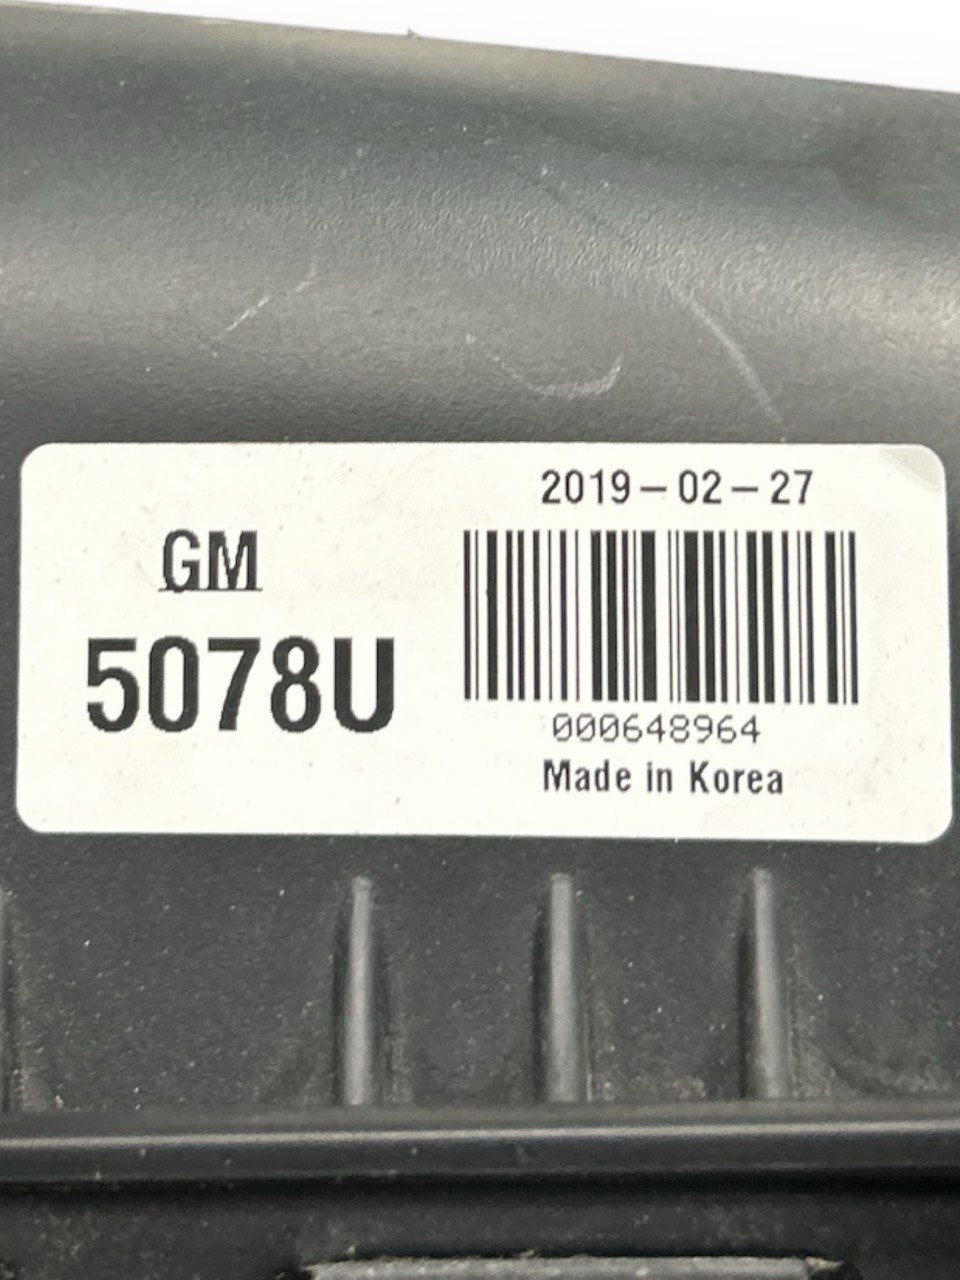 GM
5078U
2019-02-27
000648964
Made in Korea